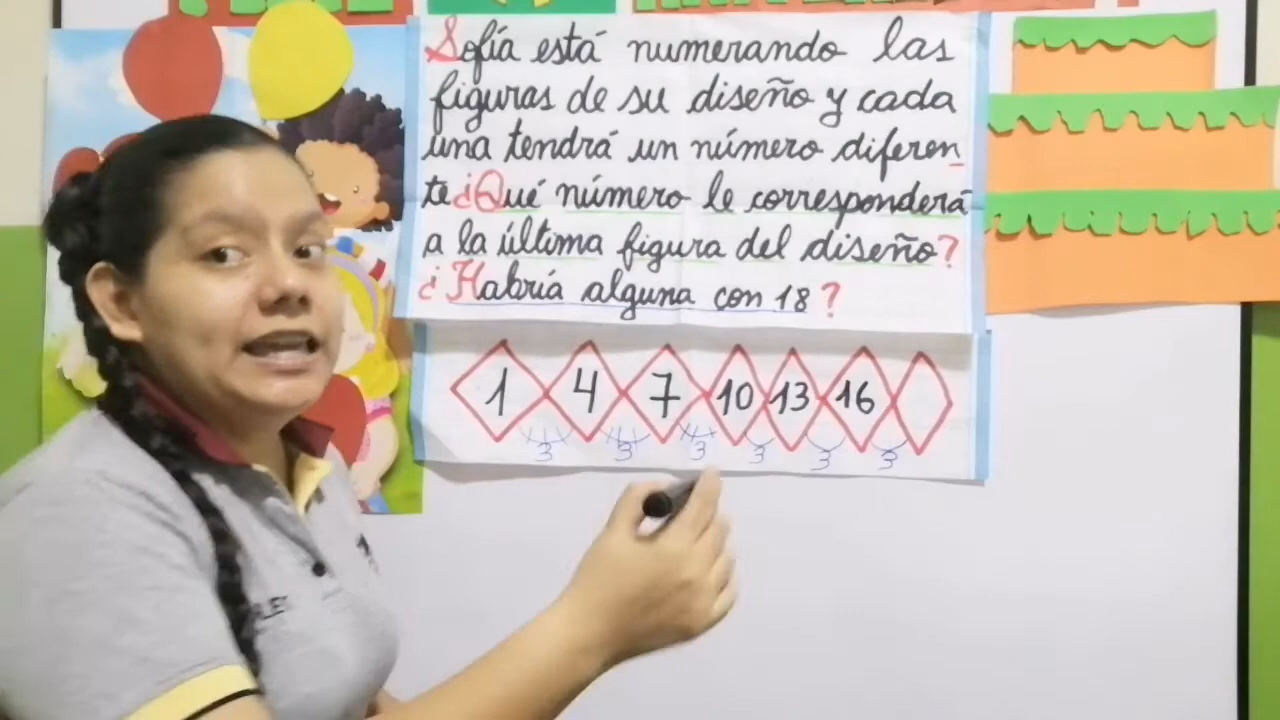 Sofía está numerando las
figuras de su diseño y cada
una tendrá un número diferen
te ¿Qué número le corresponderá
a la última figura del diseño?
¿Habría alguna con 18?
1 4 7 10 13 16
3 3 3 3 3 3